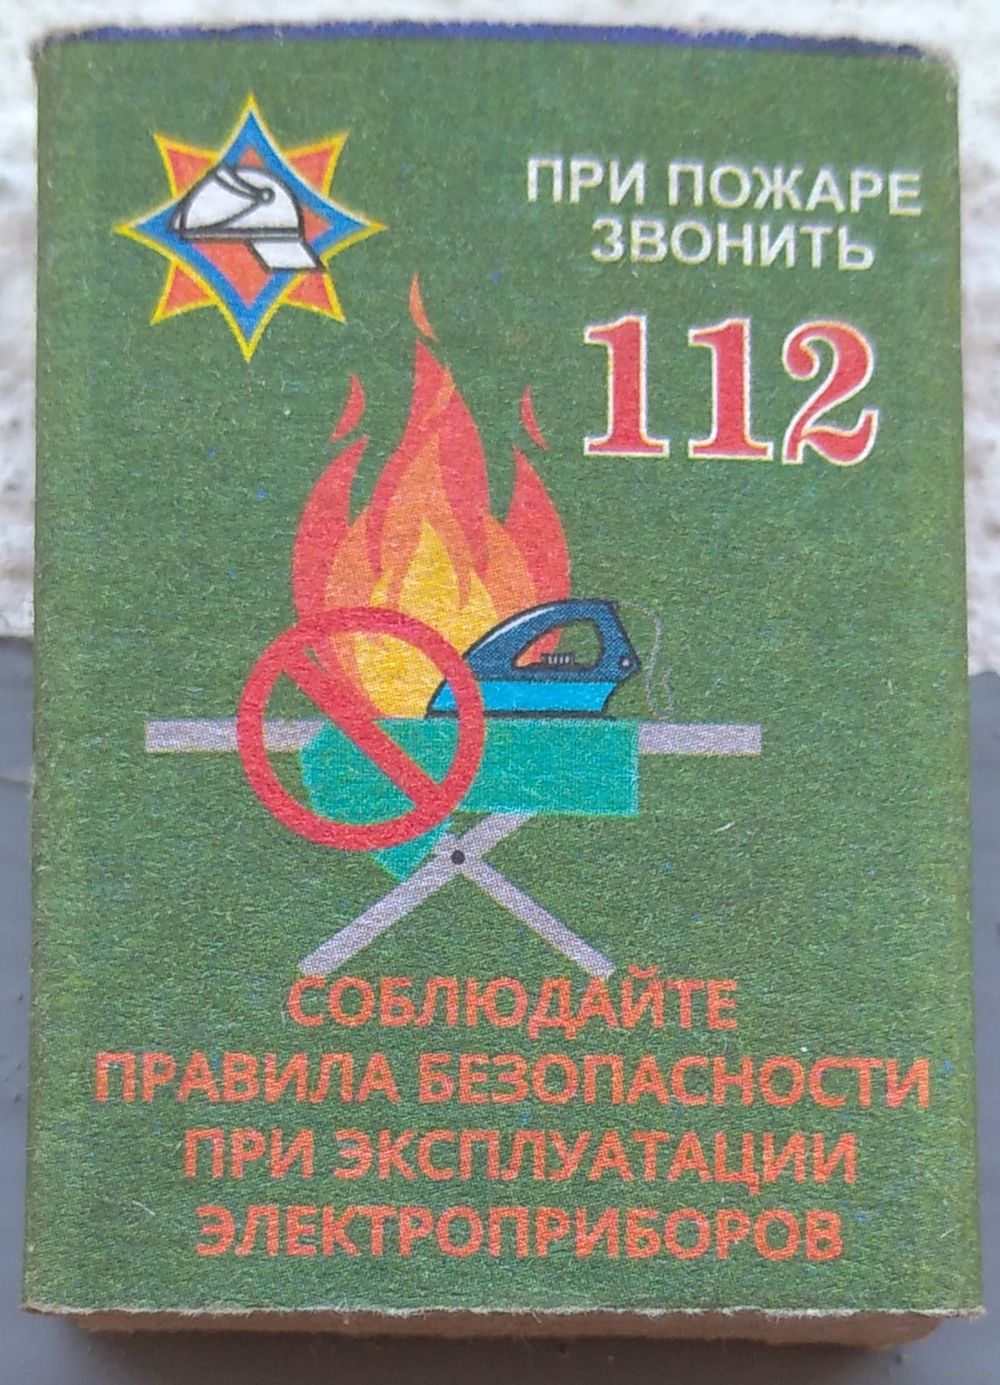 ПРИ ПОЖАРЕ
ЗВОНИТЬ
112
СОБЛЮДАЙТЕ
ПРАВИЛА БЕЗОПАСНОСТИ
ПРИ ЭКСПЛУАТАЦИИ
ЭЛЕКТРОПРИБОРОВ